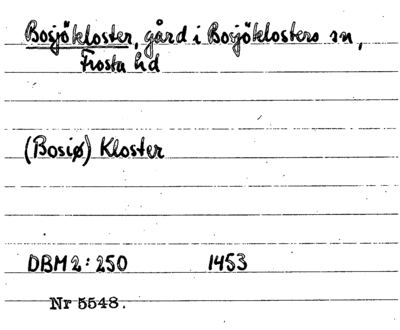 Bosjökloster, gård i Bosjöklosters sn,
Frosta hd
(Bosiø) Kloster
DBM 2: 250 1453
Nr 5548.